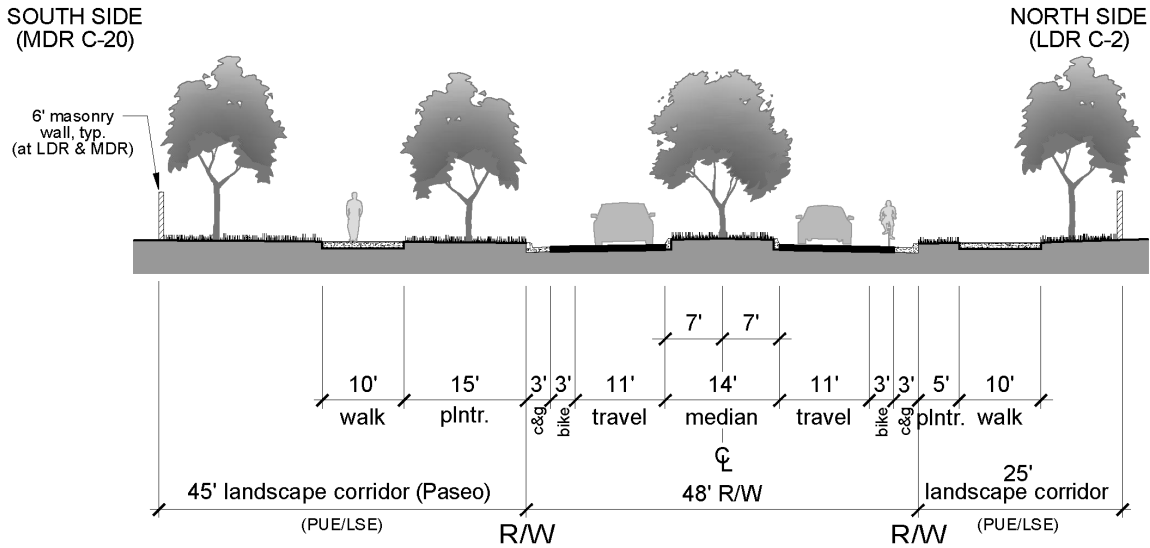 SOUTH SIDE
(MDR C-20)
NORTH SIDE
(LDR C-2)
6' masonry
wall, typ.
(at LDR & MDR)
7' 7'
10' 15' 3' 3' 11' 14' 11' 3' 3' 5' 10'
walk plntr. c&g bike travel median travel bike c&g plntr. walk
℄
45' landscape corridor (Paseo)
(PUE/LSE)
48' R/W
25'
landscape corridor
(PUE/LSE)
R/W R/W